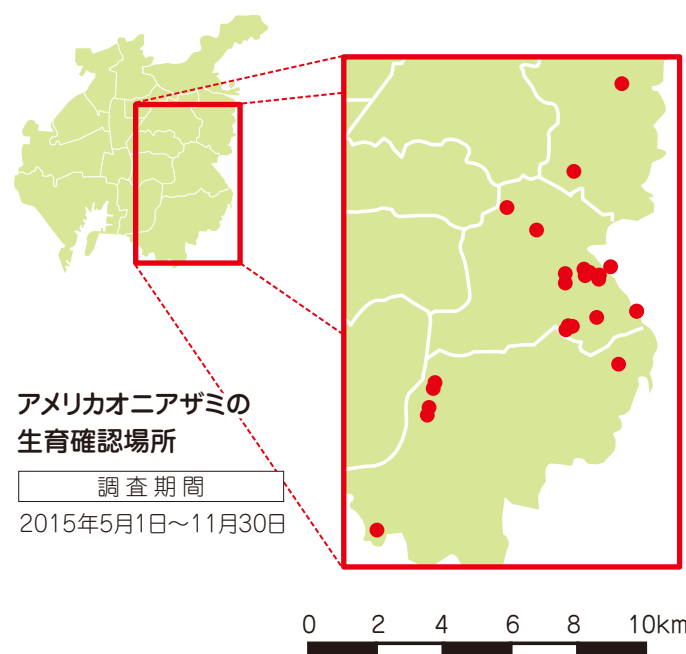 アメリカオニアザミの
生育確認場所
調査期間
2015年5月1日～11月30日
0 2 4 6 8 10km